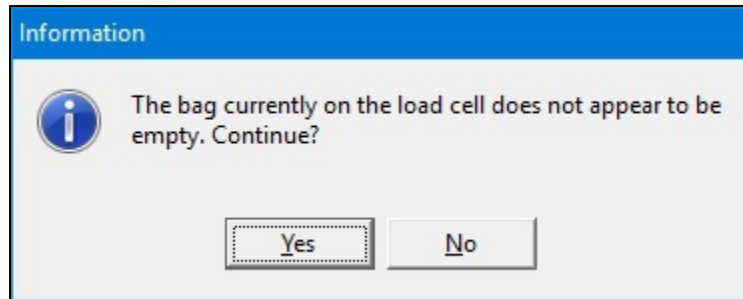 Information
The bag currently on the load cell does not appear to be
empty. Continue?
Yes No